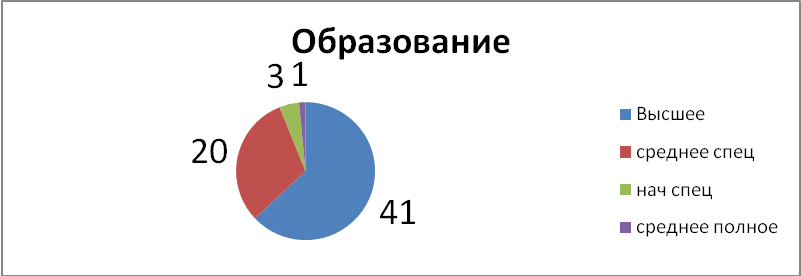 Образование
3
1
20
41
Высшее
среднее спец
нач спец
среднее полное